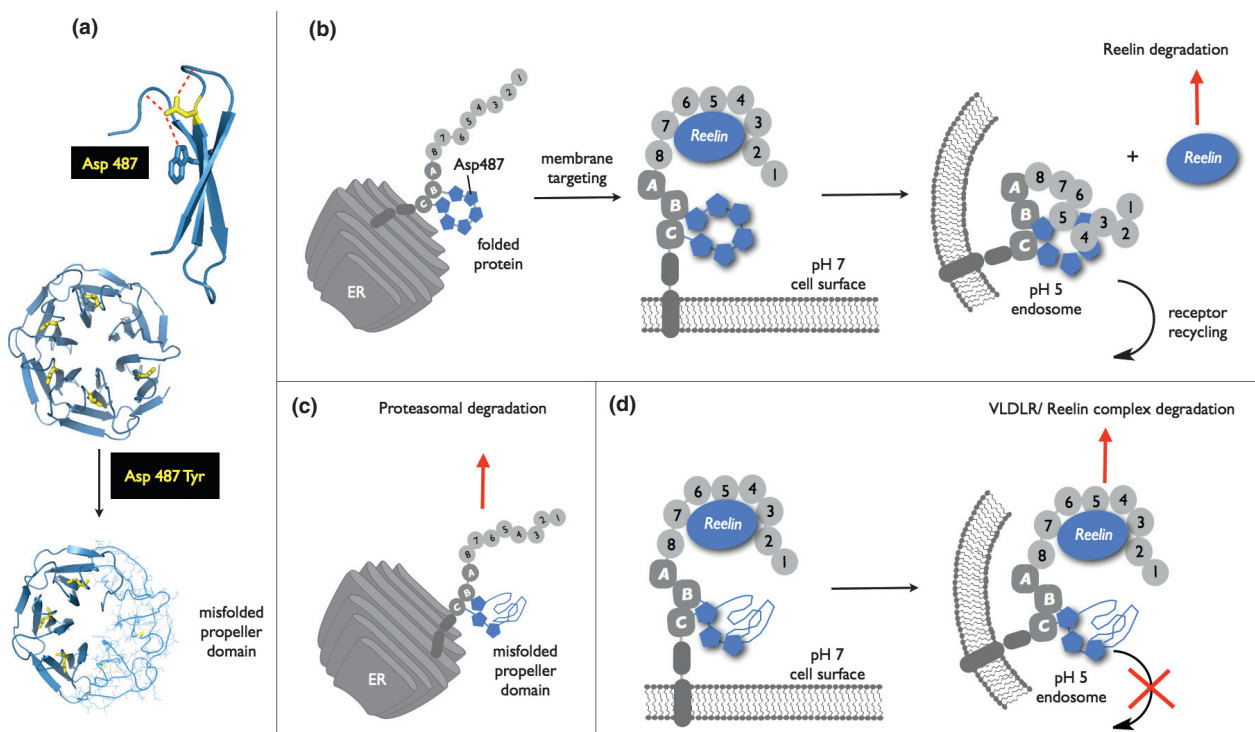 (a)
Asp 487
Asp 487 Tyr
misfolded
propeller
domain
(b)
1
2
3
4
5
6
7
8
A
B
C
Asp487
folded
protein
ER
membrane
targeting
1
2
3
4
5
6
7
8
Reelin
A
B
C
pH 7
cell surface
Reelin degradation
+
Reelin
A
B
C
8
7
6
5
4
3
2
1
pH 5
endosome
receptor
recycling
(c)
Proteasomal degradation
1
2
3
4
5
6
7
8
A
B
C
ER
misfolded
propeller
domain
(d)
VLDLR/ Reelin complex degradation
1
2
3
4
5
6
7
8
Reelin
A
B
C
pH 7
cell surface
1
2
3
4
5
6
7
8
Reelin
A
B
C
pH 5
endosome